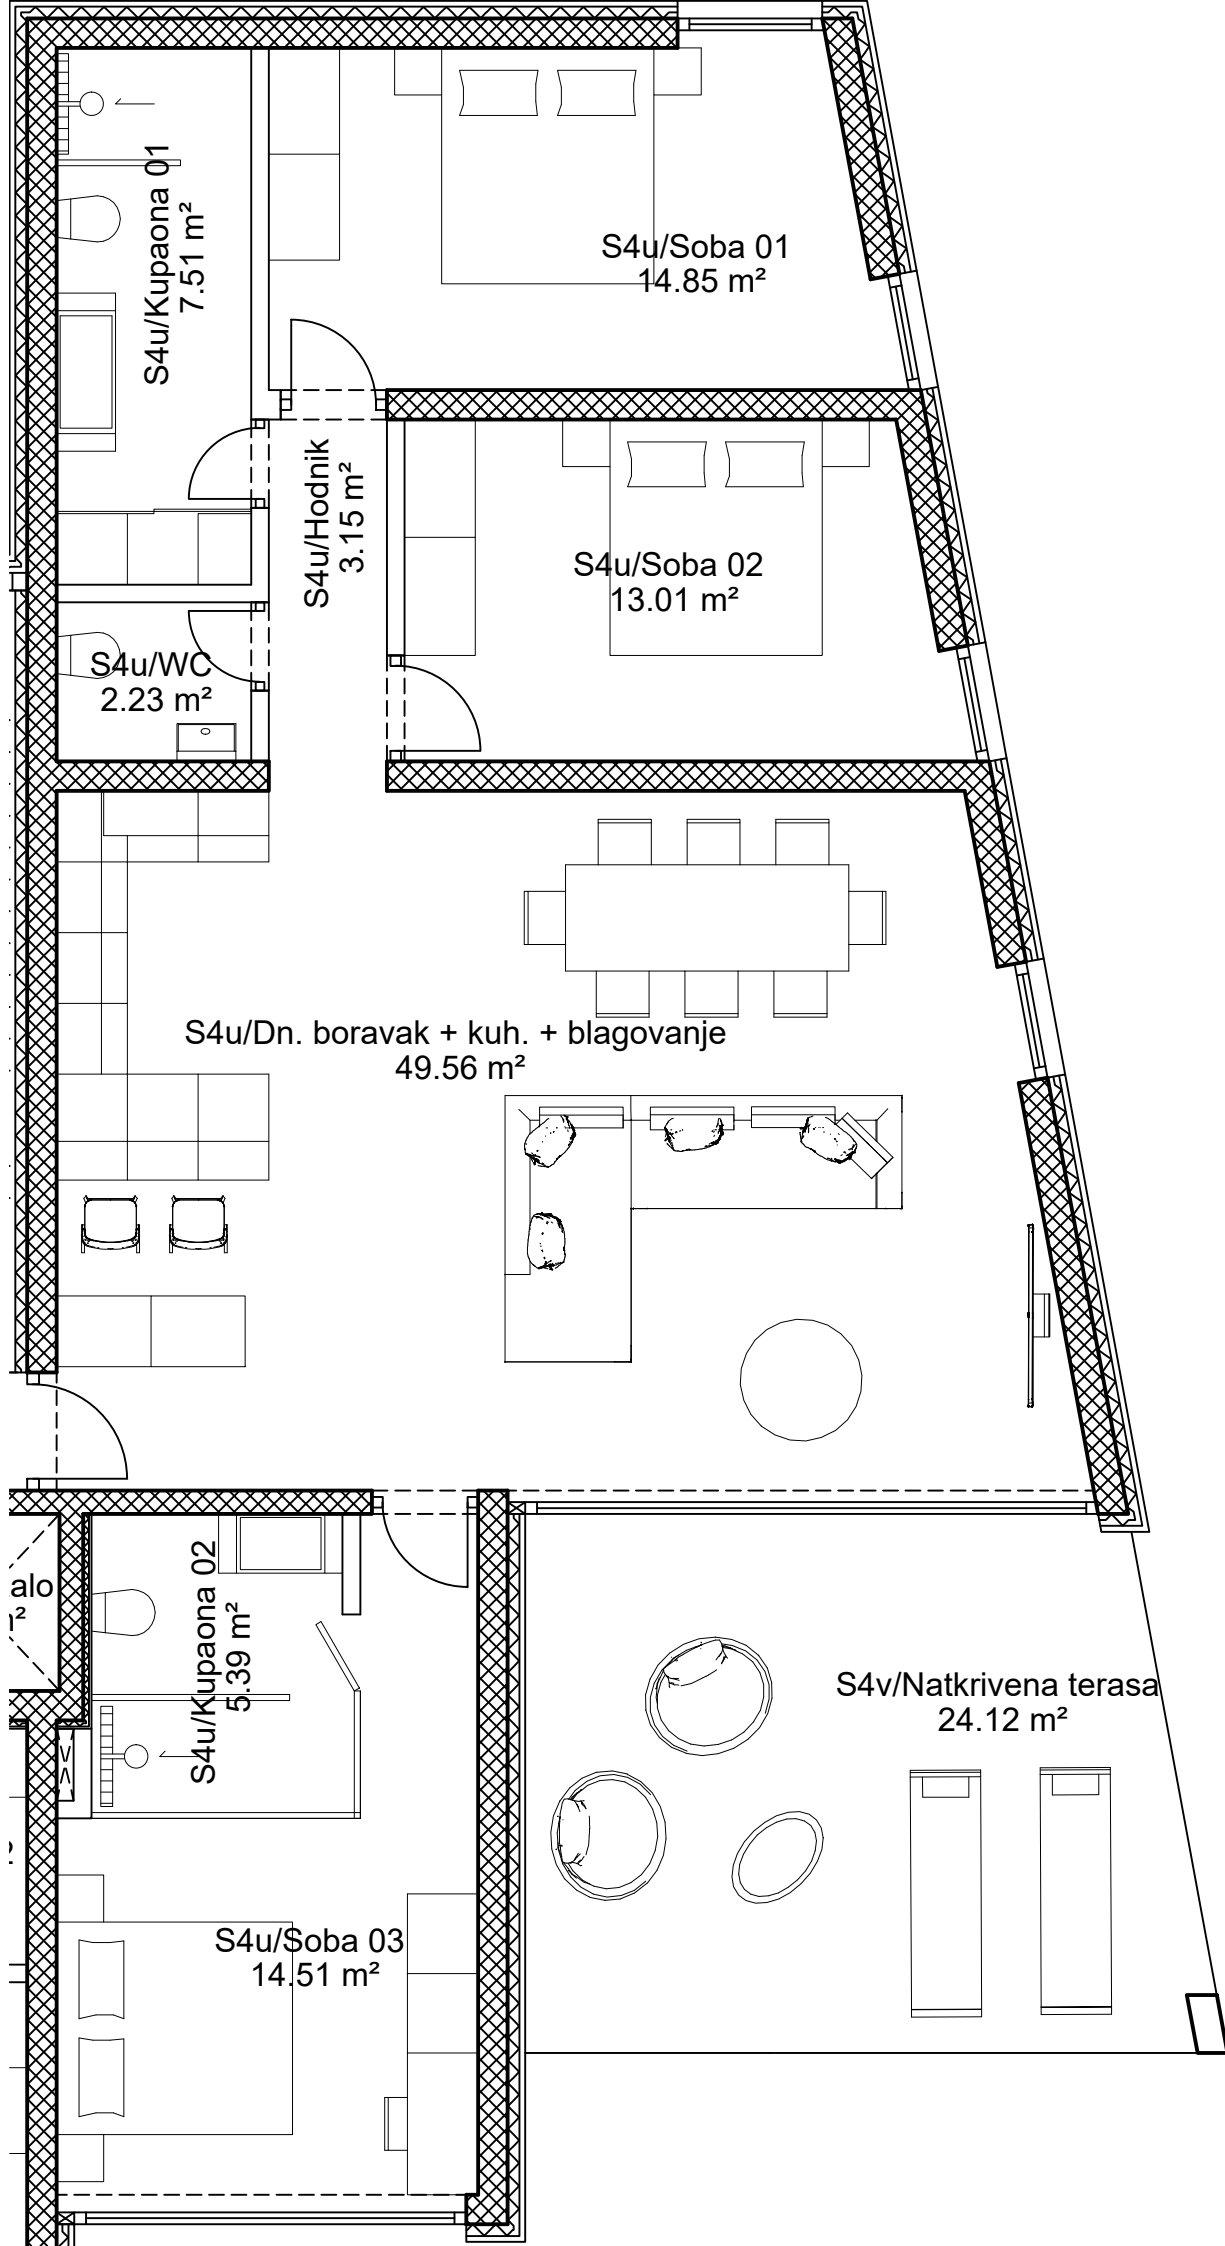 S4u/Kupaona 01
7.51 m²
S4u/Soba 01
14.85 m²
S4u/Hodnik
3.15 m²
S4u/Soba 02
13.01 m²
S4u/WC
2.23 m²
S4u/Dn. boravak + kuh. + blagovanje
49.56 m²
S4u/Kupaona 02
5.39 m²
alo
S4v/Natkrivena terasa
24.12 m²
S4u/Soba 03
14.51 m²